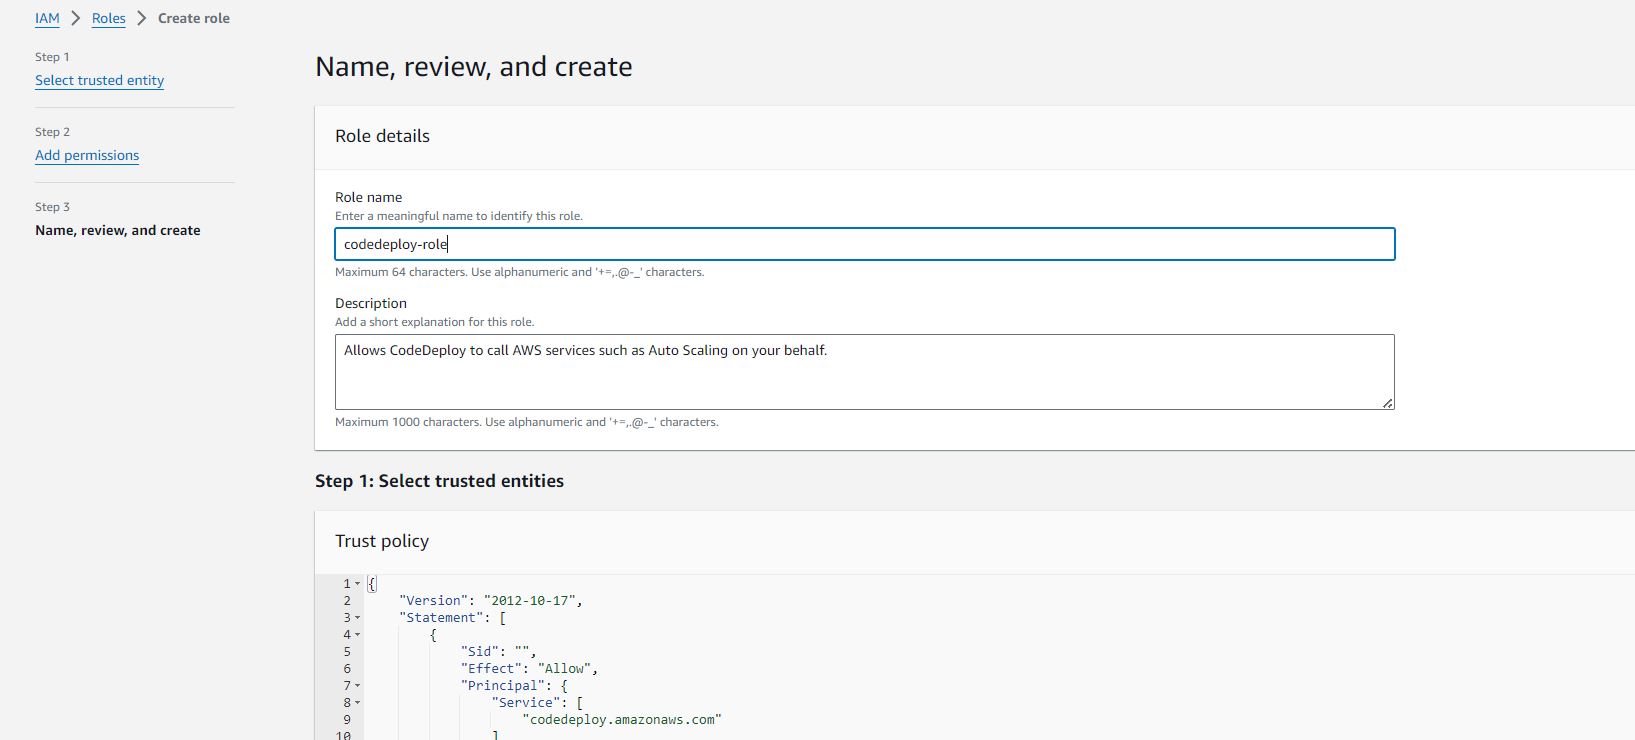 IAM > Roles > Create role
Step 1
Select trusted entity
Step 2
Add permissions
Step 3
Name, review, and create
Name, review, and create
Role details
Role name
Enter a meaningful name to identify this role.
codedeploy-role
Maximum 64 characters. Use alphanumeric and '+=,.@-_' characters.
Description
Add a short explanation for this role.
Allows CodeDeploy to call AWS services such as Auto Scaling on your behalf.
Maximum 1000 characters. Use alphanumeric and '+=,.@-_' characters.
Step 1: Select trusted entities
Trust policy
1 {
2 "Version": "2012-10-17",
3 "Statement": [
4 {
5 "Sid": "",
6 "Effect": "Allow",
7 "Principal": {
8 "Service": [
9 "codedeploy.amazonaws.com"
10 ]